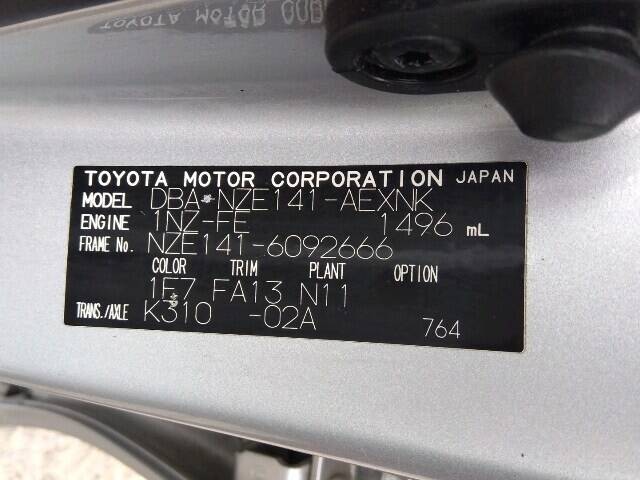 TOYOTA MOTOR CORPORATION JAPAN
MODEL DBA-NZE141-AEXNK
ENGINE 1NZ-FE 1496 mL
FRAME No. NZE141-6092666
COLOR TRIM PLANT OPTION
1F7 FA13 N11
TRANS./AXLE K310 -02A
764